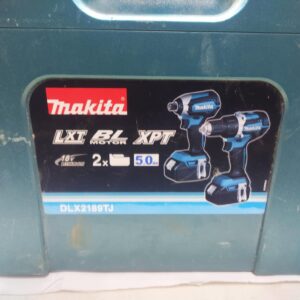 makita
LXT BL MOTOR XPT
18V
2x 5.0
DLX2189TJ